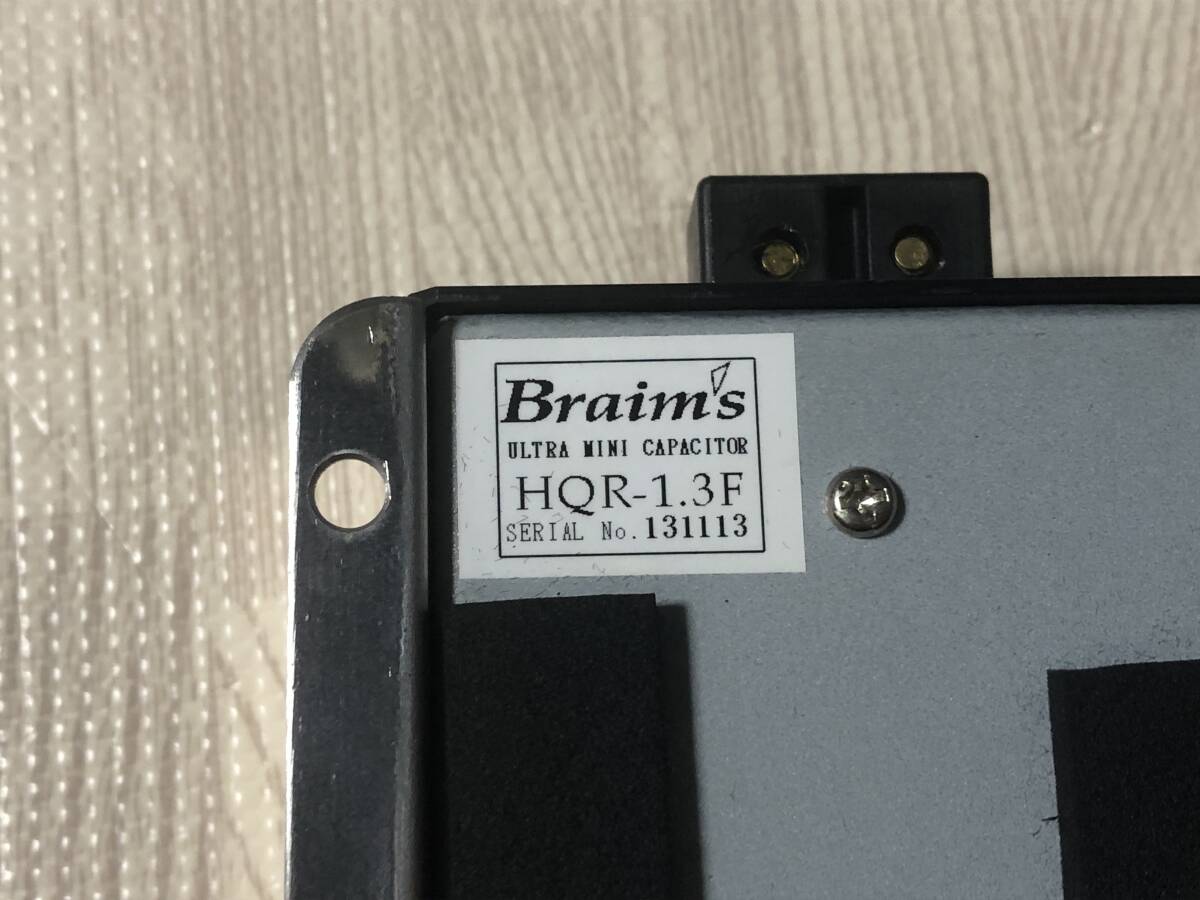 Braim's
ULTRA MINI CAPACITOR
HQR-1.3F
SERIAL No. 131113